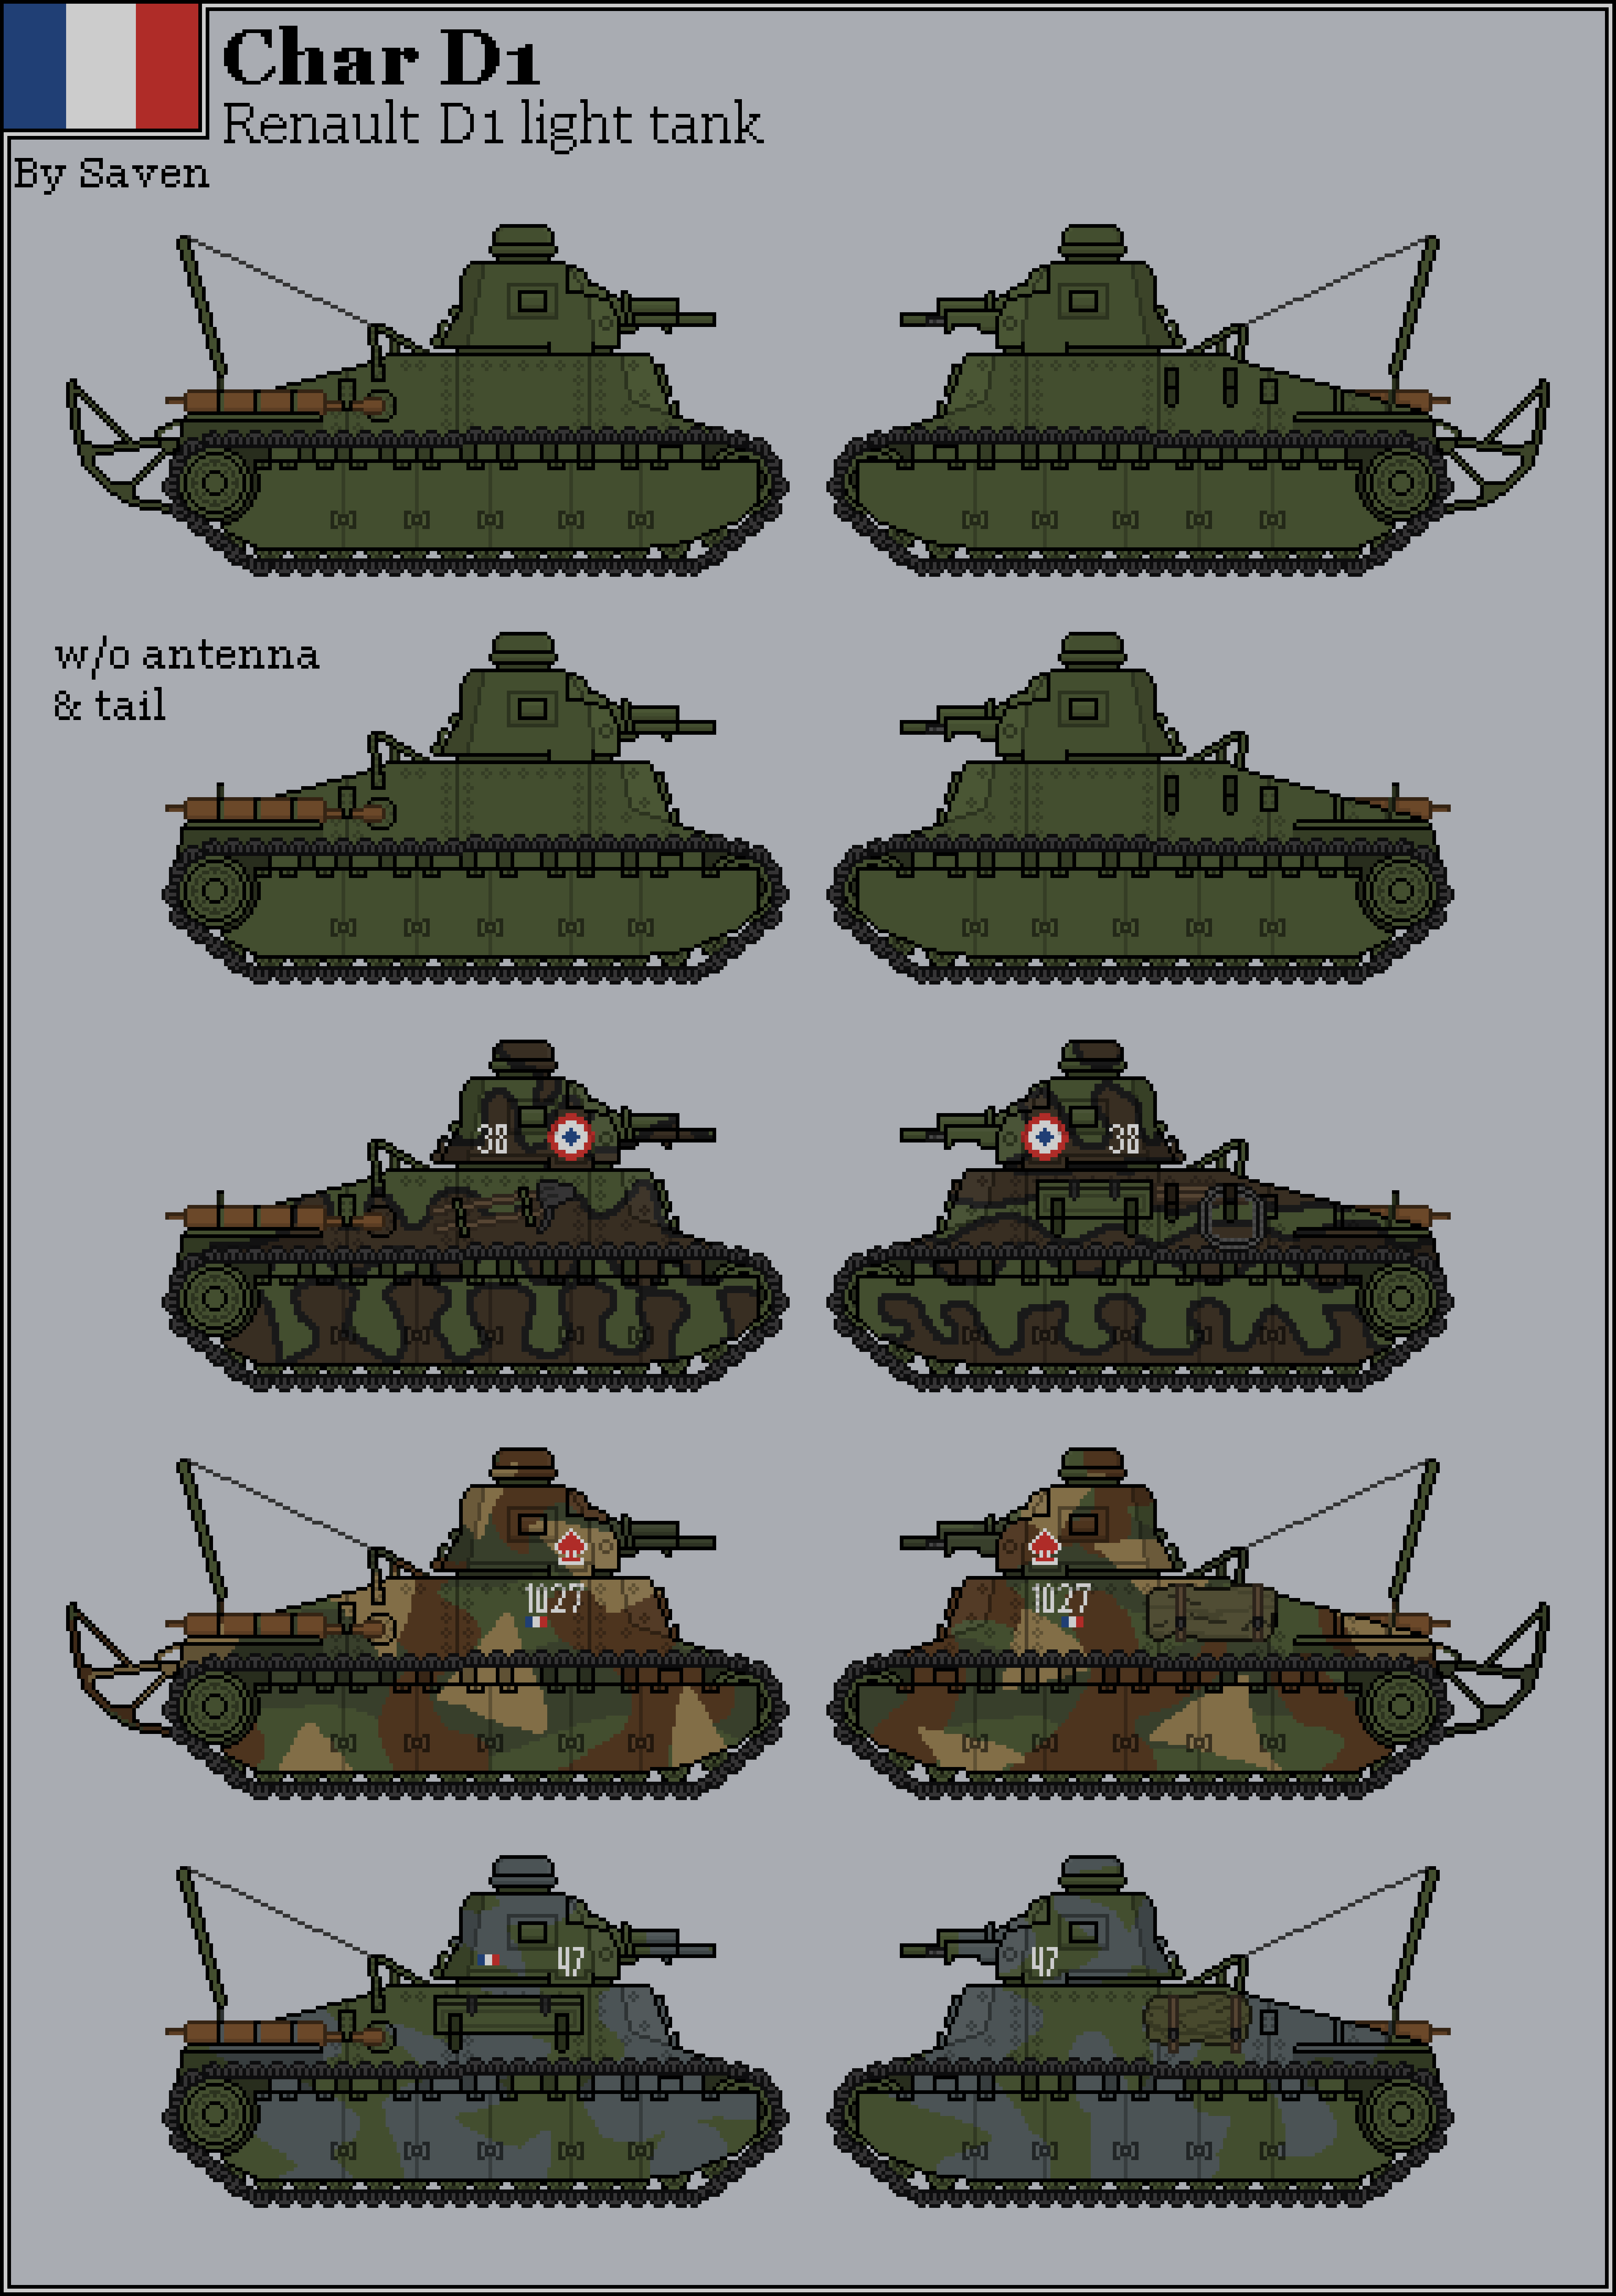 Char D1
Renault D1 light tank
By Saven
w/o antenna
& tail
38
38
1027
1027
47
47